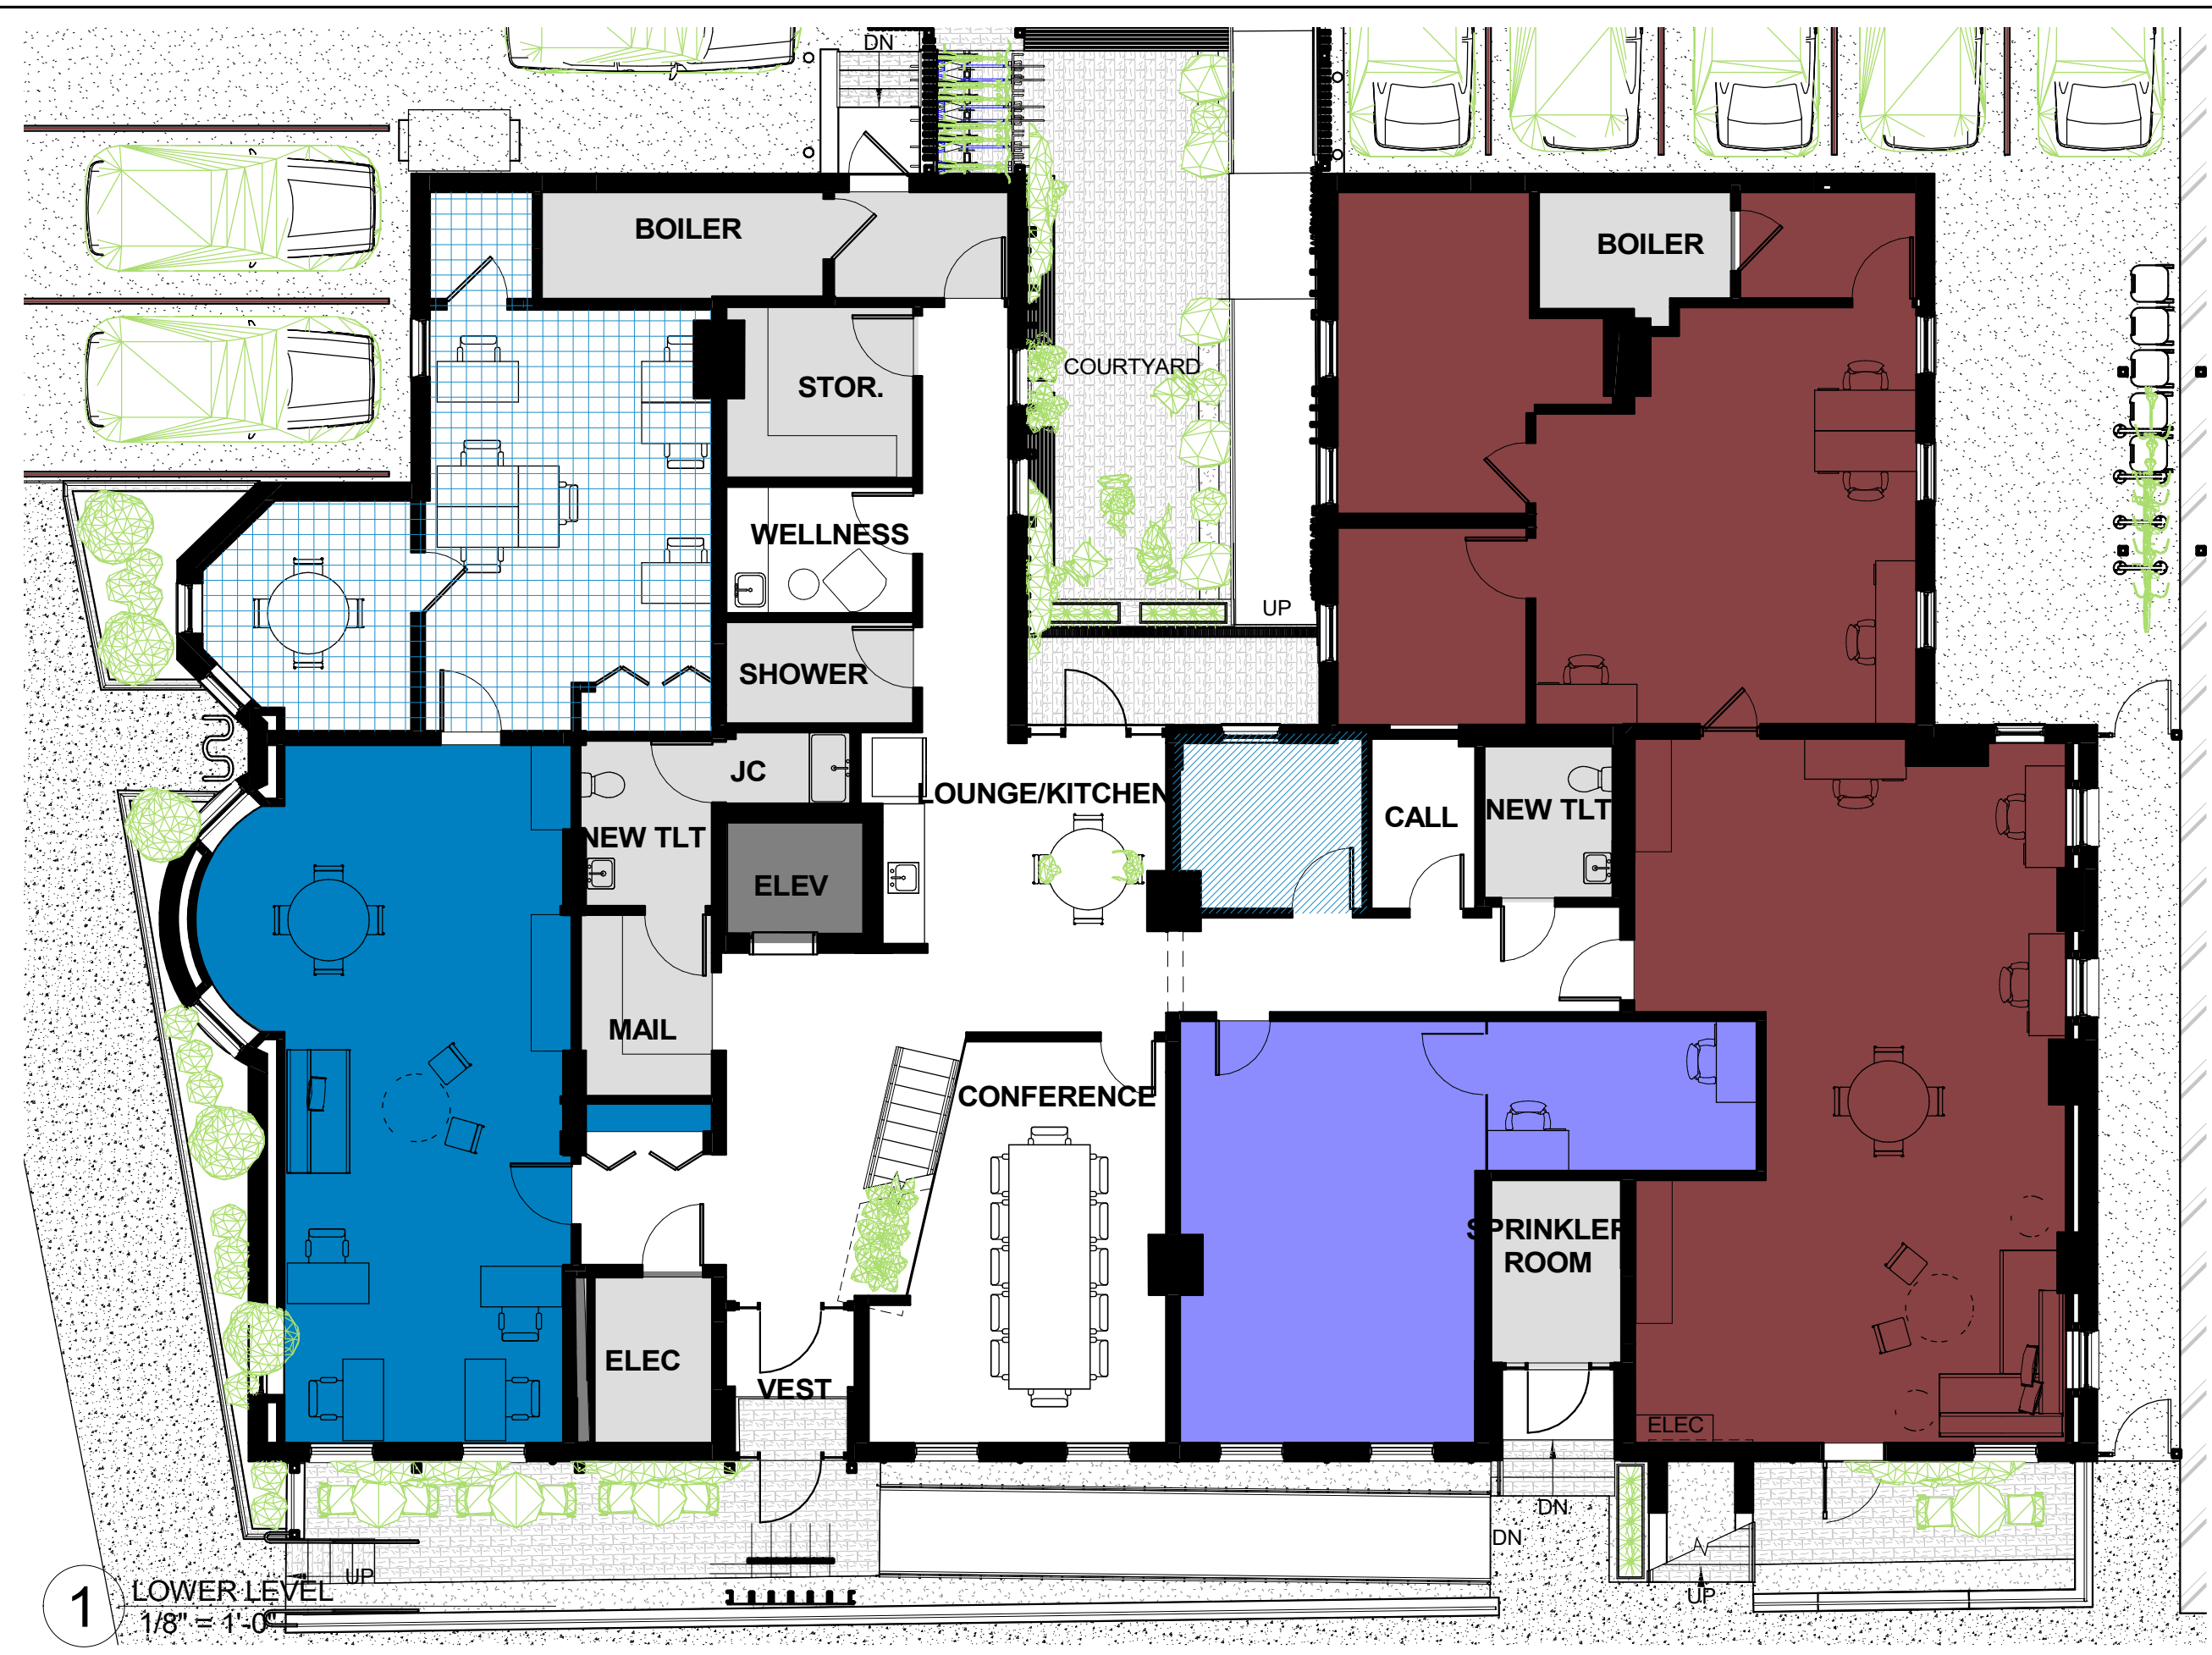 DN
BOILER
BOILER
COURTYARD
STOR.
WELLNESS
UP
SHOWER
JC
LOUNGE/KITCHEN
CALL
NEW TLT
NEW TLT
ELEV
MAIL
CONFERENCE
SPRINKLER
ROOM
ELEC
VEST
ELEC
DN
DN
UP
UP
1
LOWER LEVEL
1/8" = 1'-0"